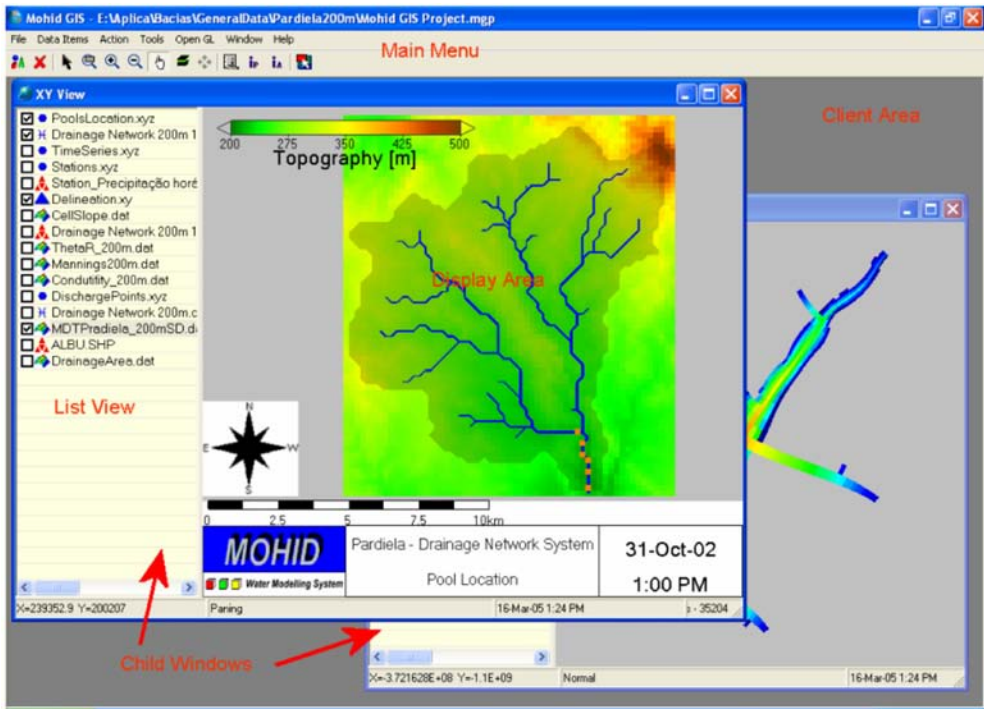 Mohid GIS - E:\Aplica\Bacias\GeneralData\Pardiela200m\Mohid GIS Project.mgp
File Data Items Action Tools Open GL Window Help
Main Menu
XY View
Client Area
PoolsLocation.xyz
Drainage Network 200m 1
TimeSeries.xyz
Stations.xyz
Station_Precipitação horé
Delineation.xy
CellSlope.dat
Drainage Network 200m 1
ThetaR_200m.dat
Mannings200m.dat
Condutility_200m.dat
DischargePoints.xyz
Drainage Network 200m.c
MDTPradiela_200mSD.d
ALBU.SHP
DrainageArea.dat
List View
200 275 350 425 500
Topography [m]
Display Area
N
E W
S
0 2.5 5 7.5 10km
MOHID
Water Modelling System
Pardiela - Drainage Network System
Pool Location
31-Oct-02
1:00 PM
X=239352.9 Y=200207 Paning 16-Mar-05 1:24 PM s - 35204
Child Windows
X=-3.721628E+08 Y=-1.1E+09 Normal 16-Mar-05 1:24 PM